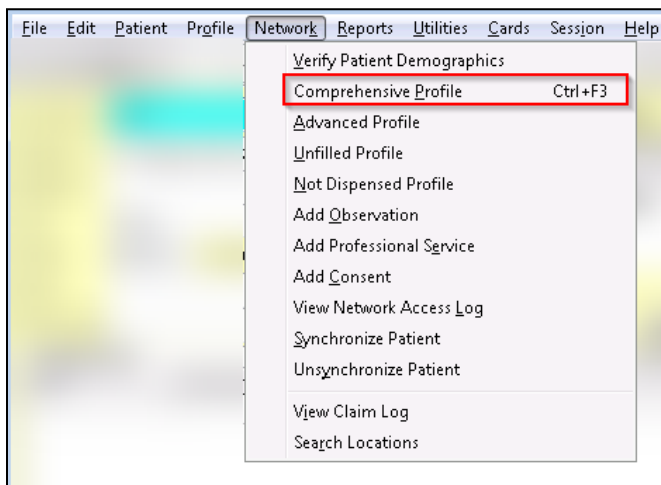 File Edit Patient Profile Network Reports Utilities Cards Session Help
Verify Patient Demographics
Comprehensive Profile Ctrl+F3
Advanced Profile
Unfilled Profile
Not Dispensed Profile
Add Observation
Add Professional Service
Add Consent
View Network Access Log
Synchronize Patient
Unsynchronize Patient
View Claim Log
Search Locations